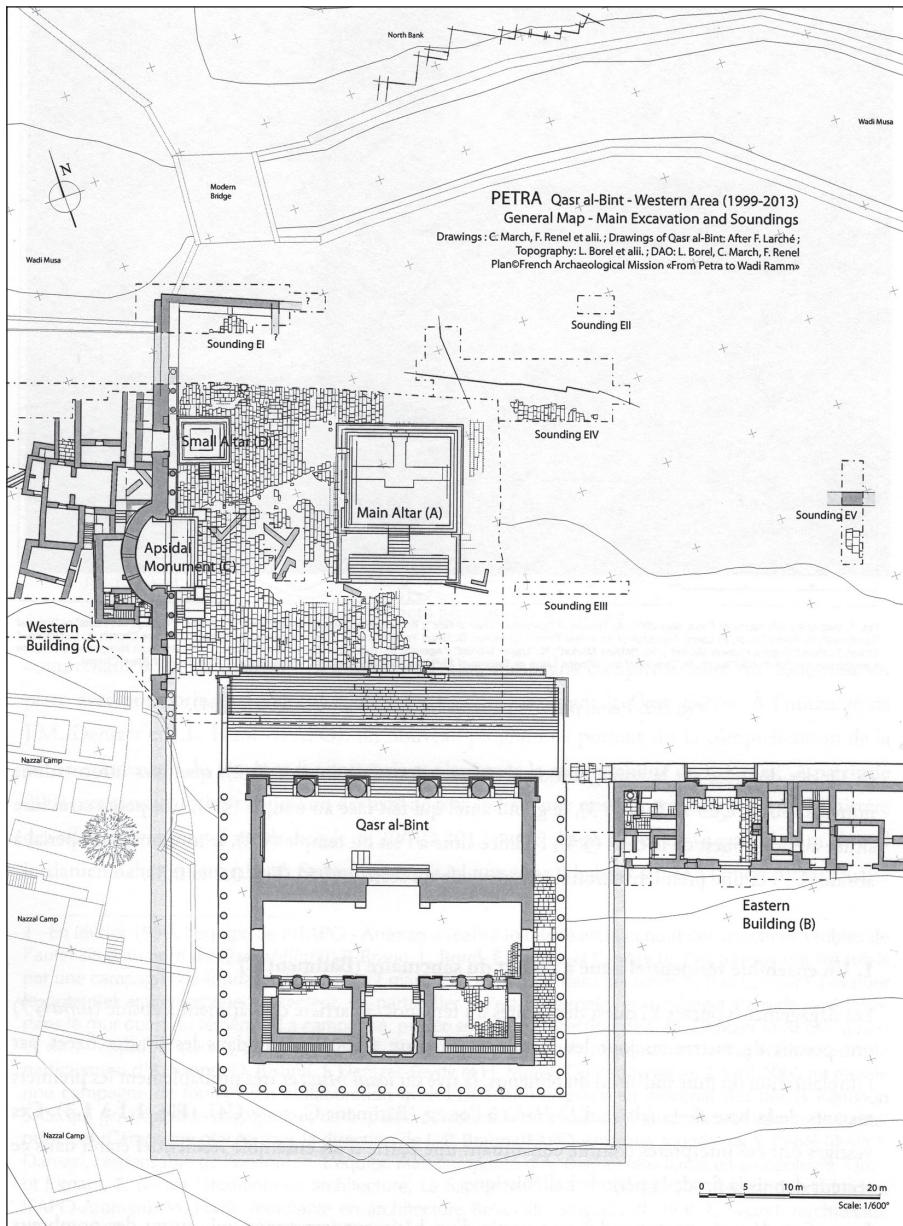 North Bank
Wadi Musa
N
Modern
Bridge
PETRA Qasr al-Bint - Western Area (1999-2013)
General Map - Main Excavation and Soundings
Drawings : C. March, F. Renel et alii. ; Drawings of Qasr al-Bint: After F. Larché ;
Topography: L. Borel et alii. ; DAO: L. Borel, C. March, F. Renel
Plan©French Archaeological Mission «From Petra to Wadi Ramm»
Wadi Musa
?
Sounding EI
?
Sounding EII
Small Altar (D)
Sounding EIV
Main Altar (A)
Sounding EV
Apsidal
Monument (C)
Sounding EIII
Western
Building (C)
Nazzal Camp
Qasr al-Bint
Eastern
Building (B)
Nazzal Camp
Nazzal Camp
0 1 2 10 m 20 m
Scale: 1/600°